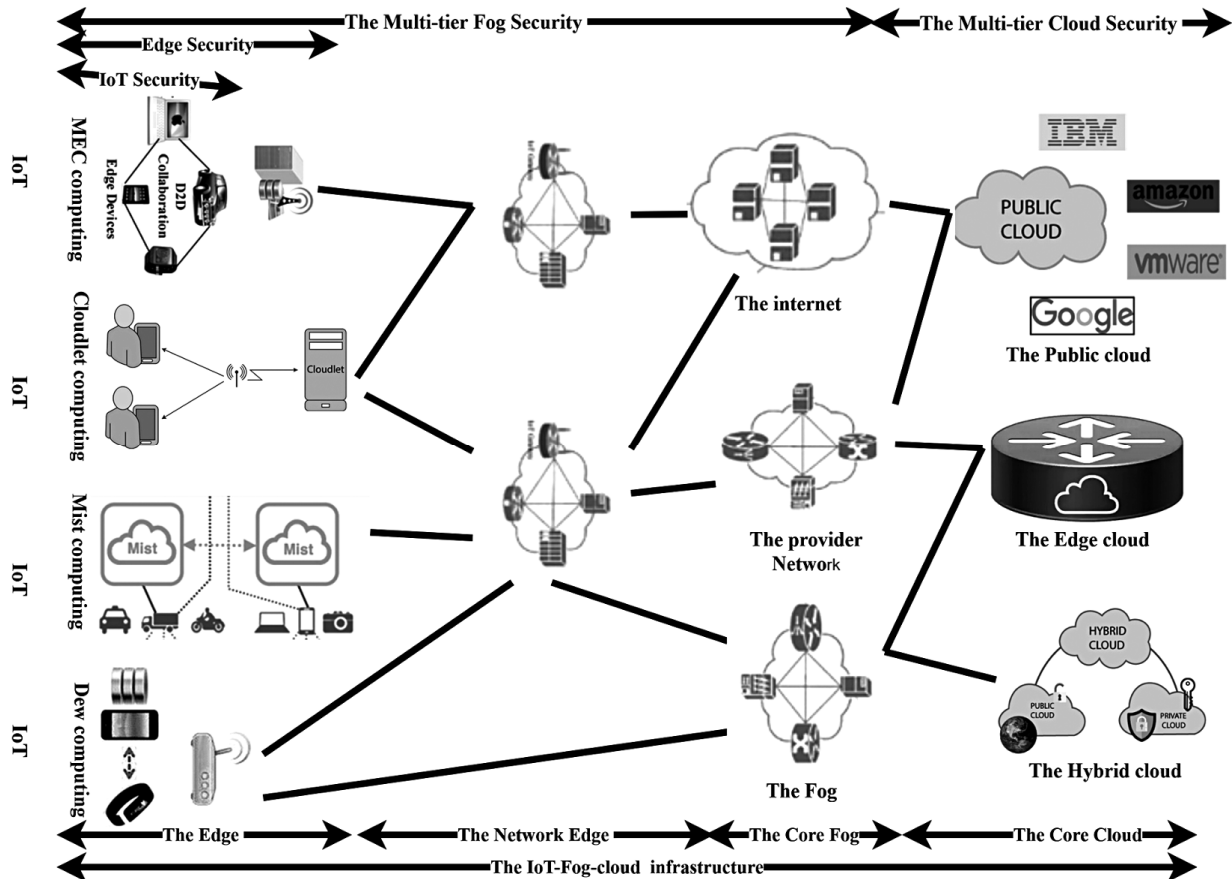 The Multi-tier Fog Security
The Multi-tier Cloud Security
Edge Security
IoT Security
IoT
MEC computing
Edge Devices
D2D
Collaboration
IBM
PUBLIC
CLOUD
amazon
vmware
The internet
Google
The Public cloud
IoT
Cloudlet computing
Cloudlet
The provider
Network
The Edge cloud
IoT
Mist computing
Mist
Mist
HYBRID
CLOUD
PUBLIC
CLOUD
PRIVATE
CLOUD
The Hybrid cloud
IoT
Dew computing
The Fog
The Edge
The Network Edge
The Core Fog
The Core Cloud
The IoT-Fog-cloud infrastructure